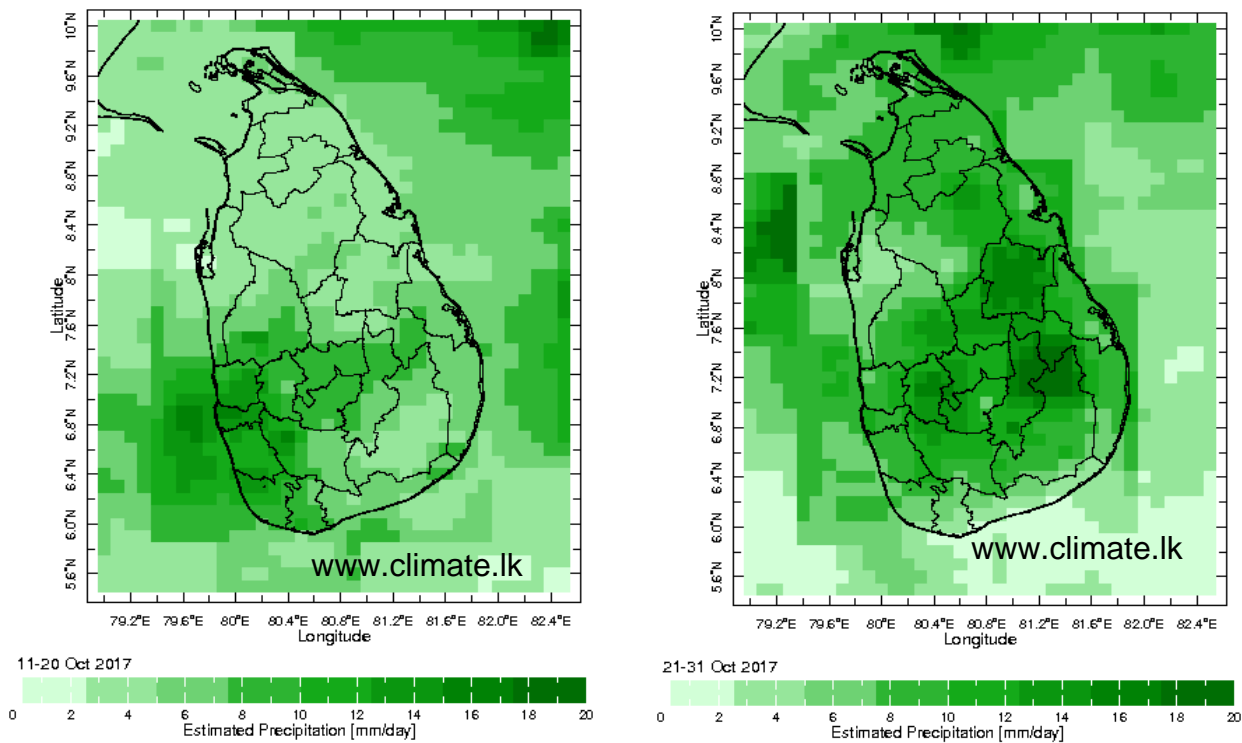 10°N
9.6°N
9.2°N
8.8°N
8.4°N
8°N
7.6°N
7.2°N
6.8°N
6.4°N
6.0°N
5.6°N
Latitude
www.climate.lk
79.2°E 79.6°E 80°E 80.4°E 80.8°E 81.2°E 81.6°E 82.0°E 82.4°E
Longitude
11-20 Oct 2017
0 2 4 6 8 10 12 14 16 18 20
Estimated Precipitation [mm/day]
10°N
9.6°N
9.2°N
8.8°N
8.4°N
8°N
7.6°N
7.2°N
6.8°N
6.4°N
6.0°N
5.6°N
Latitude
www.climate.lk
79.2°E 79.6°E 80°E 80.4°E 80.8°E 81.2°E 81.6°E 82.0°E 82.4°E
Longitude
21-31 Oct 2017
0 2 4 6 8 10 12 14 16 18 20
Estimated Precipitation [mm/day]